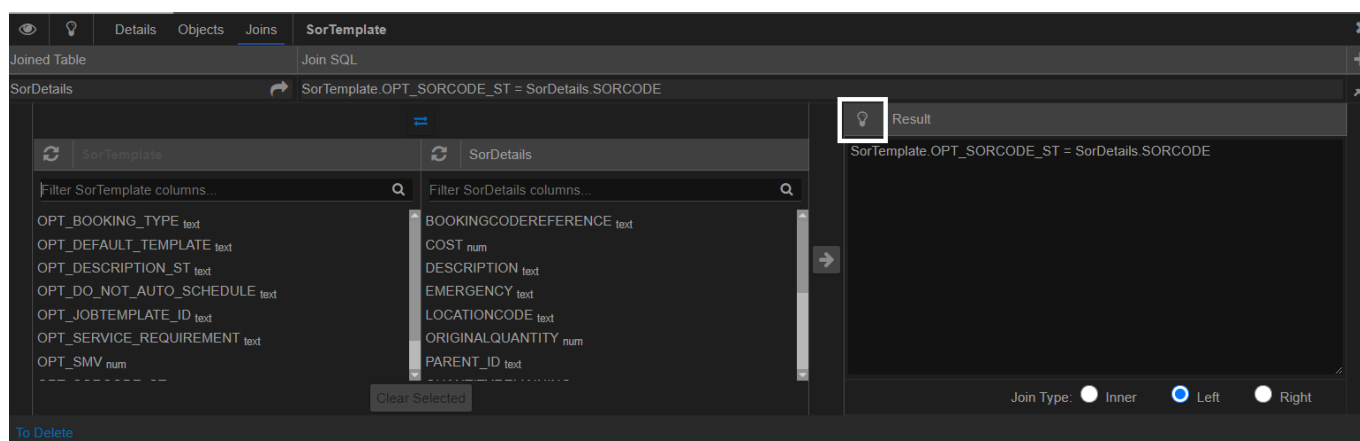 Details Objects Joins SorTemplate
Joined Table Join SQL
SorDetails SorTemplate.OPT_SORCODE_ST = SorDetails.SORCODE
Result
SorTemplate SorDetails
SorTemplate.OPT_SORCODE_ST = SorDetails.SORCODE
Filter SorTemplate columns... Filter SorDetails columns...
OPT_BOOKING_TYPE text BOOKINGCODEREFERENCE text
OPT_DEFAULT_TEMPLATE text COST num
OPT_DESCRIPTION_ST text DESCRIPTION text
OPT_DO_NOT_AUTO_SCHEDULE text EMERGENCY text
OPT_JOBTEMPLATE_ID text LOCATIONCODE text
OPT_SERVICE_REQUIREMENT text ORIGINALQUANTITY num
OPT_SMV num PARENT_ID text
Clear Selected
Join Type: Inner Left Right
To Delete